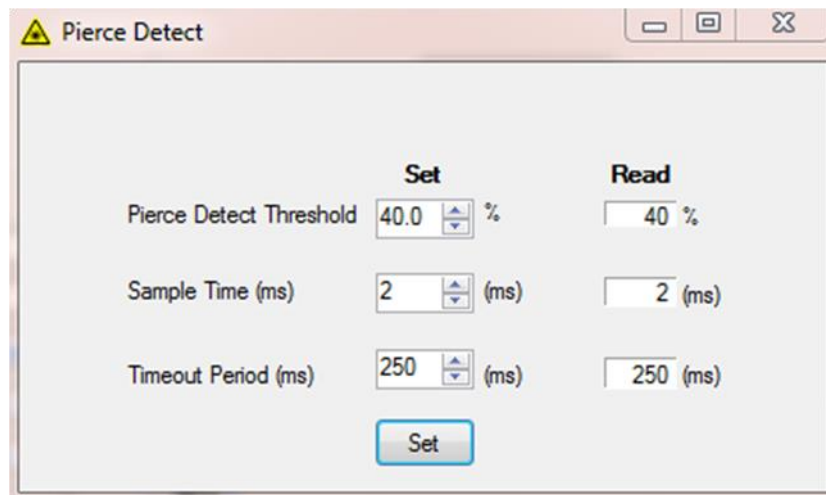 Pierce Detect
Set Read
Pierce Detect Threshold 40.0 % 40 %
Sample Time (ms) 2 (ms) 2 (ms)
Timeout Period (ms) 250 (ms) 250 (ms)
Set